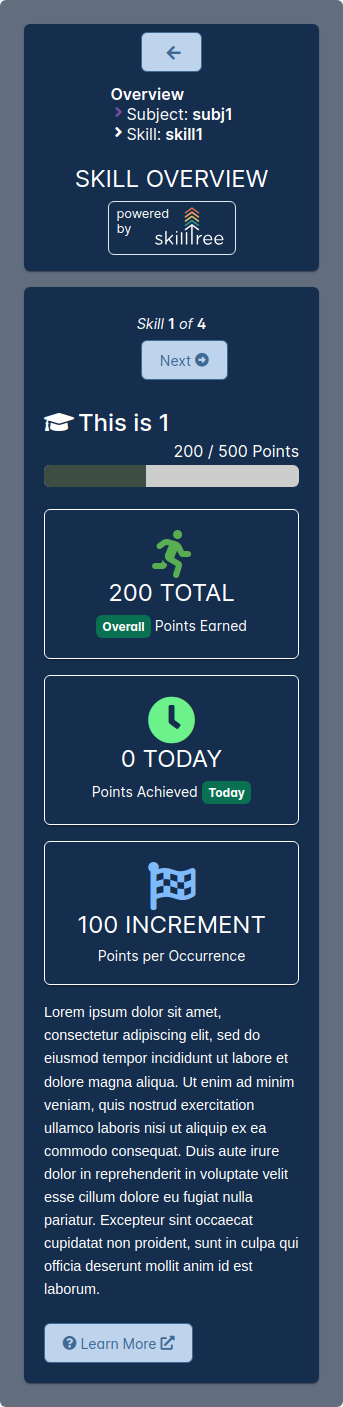 Overview
Subject: subj1
Skill: skill1
SKILL OVERVIEW
powered
by
skilltree
Skill 1 of 4
Next
This is 1
200 / 500 Points
200 TOTAL
Overall Points Earned
0 TODAY
Points Achieved Today
100 INCREMENT
Points per Occurrence
Lorem ipsum dolor sit amet,
consectetur adipiscing elit, sed do
eiusmod tempor incididunt ut labore et
dolore magna aliqua. Ut enim ad minim
veniam, quis nostrud exercitation
ullamco laboris nisi ut aliquip ex ea
commodo consequat. Duis aute irure
dolor in reprehenderit in voluptate velit
esse cillum dolore eu fugiat nulla
pariatur. Excepteur sint occaecat
cupidatat non proident, sunt in culpa qui
officia deserunt mollit anim id est
laborum.
Learn More